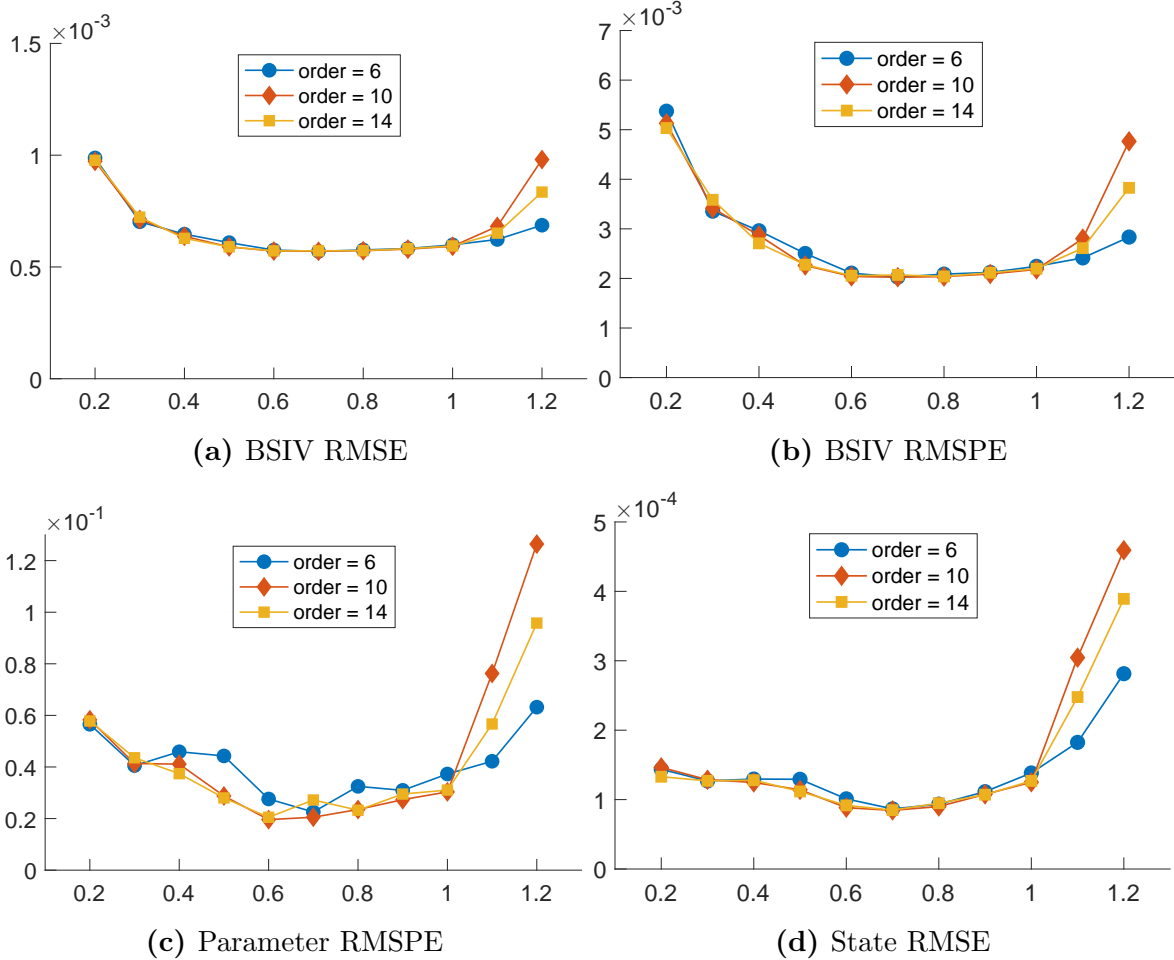 ×10^-3
1.5
1
0.5
0
order = 6
order = 10
order = 14
0.2 0.4 0.6 0.8 1 1.2
(a) BSIV RMSE
×10^-3
7
6
5
4
3
2
1
0
order = 6
order = 10
order = 14
0.2 0.4 0.6 0.8 1 1.2
(b) BSIV RMSPE
×10^-1
1.2
1
0.8
0.6
0.4
0.2
0
order = 6
order = 10
order = 14
0.2 0.4 0.6 0.8 1 1.2
(c) Parameter RMSPE
×10^-4
5
4
3
2
1
0
order = 6
order = 10
order = 14
0.2 0.4 0.6 0.8 1 1.2
(d) State RMSE